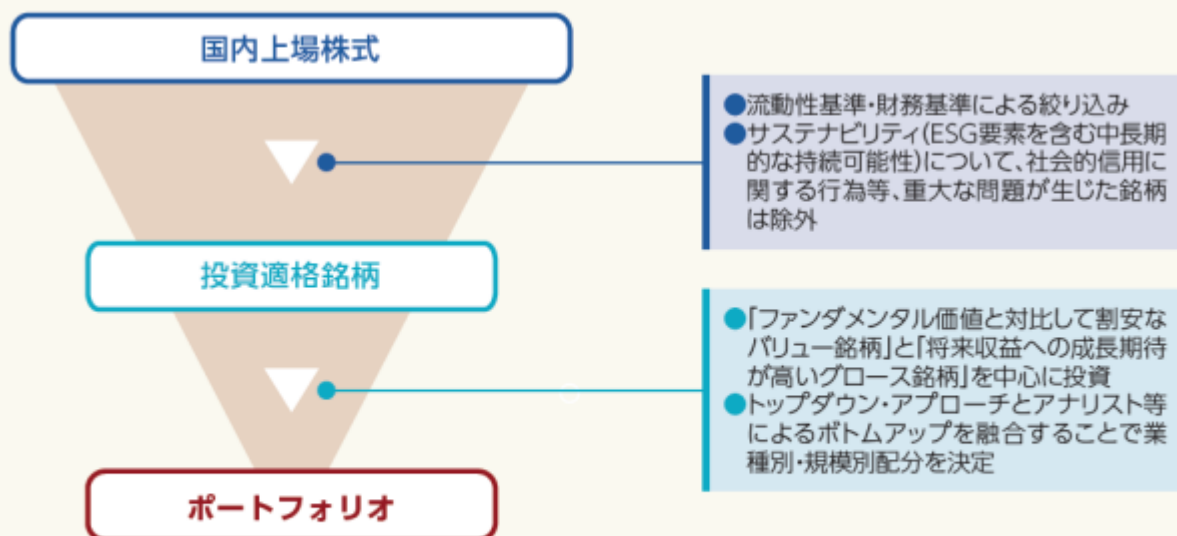 国内上場株式
●流動性基準・財務基準による絞り込み
●サステナビリティ(ESG要素を含む中長期
的な持続可能性)について、社会的信用に
関する行為等、重大な問題が生じた銘柄
は除外
投資適格銘柄
●「ファンダメンタル価値と対比して割安な
バリュー銘柄」と「将来収益への成長期待
が高いグロース銘柄」を中心に投資
●トップダウン・アプローチとアナリスト等
によるボトムアップを融合することで業
種別・規模別配分を決定
ポートフォリオ